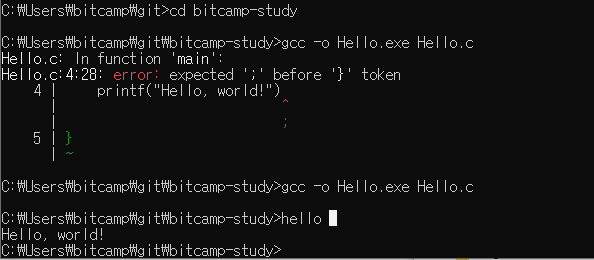 C:₩Users₩bitcamp₩git>cd bitcamp-study
C:₩Users₩bitcamp₩git₩bitcamp-study>gcc -o Hello.exe Hello.c
Hello.c: In function 'main':
Hello.c:4:28: error: expected ';' before '}' token
    4 |     printf("Hello, world!")
      |                            ^
      |                            ;
    5 | }
      | ~
C:₩Users₩bitcamp₩git₩bitcamp-study>gcc -o Hello.exe Hello.c
C:₩Users₩bitcamp₩git₩bitcamp-study>hello
Hello, world!
C:₩Users₩bitcamp₩git₩bitcamp-study>